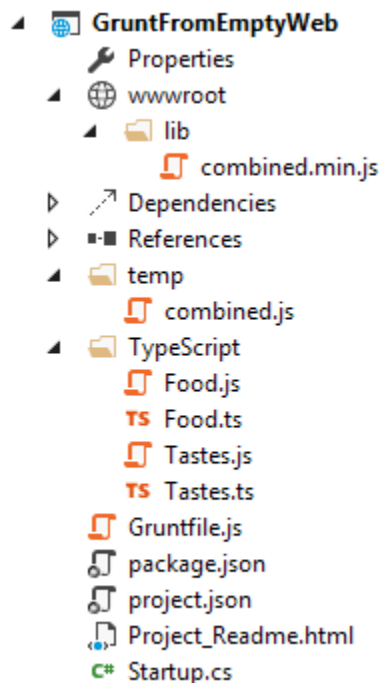 GruntFromEmptyWeb
Properties
wwwroot
lib
combined.min.js
Dependencies
References
temp
combined.js
TypeScript
Food.js
TS Food.ts
Tastes.js
TS Tastes.ts
Gruntfile.js
package.json
project.json
Project_Readme.html
C# Startup.cs